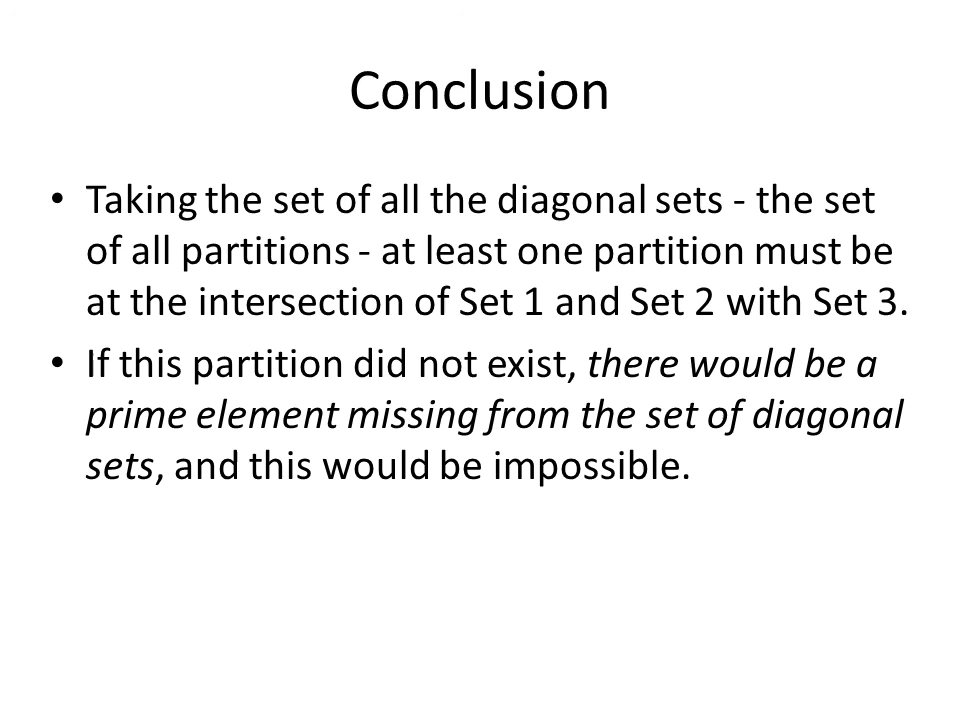 Conclusion
• Taking the set of all the diagonal sets - the set
of all partitions - at least one partition must be
at the intersection of Set 1 and Set 2 with Set 3.
• If this partition did not exist, there would be a
prime element missing from the set of diagonal
sets, and this would be impossible.